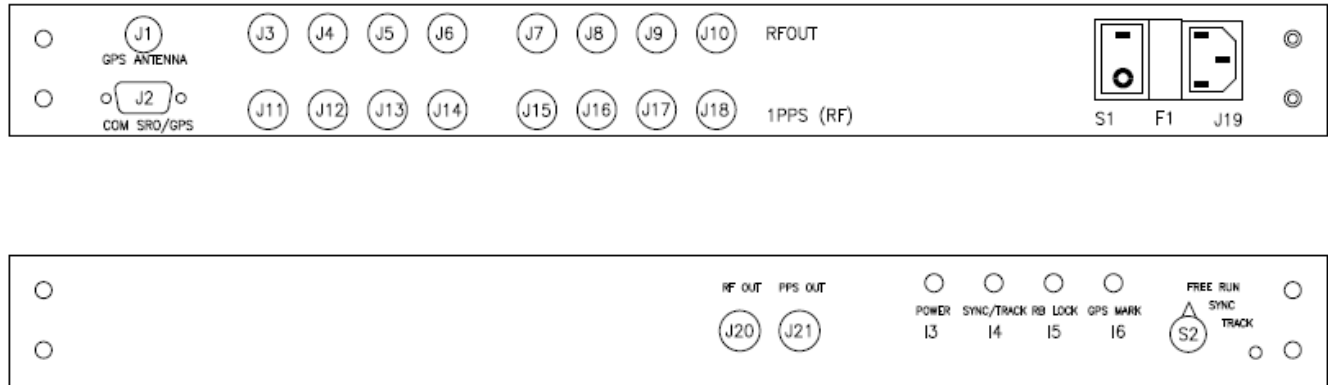 J1 J3 J4 J5 J6 J7 J8 J9 J10 RFOUT
GPS ANTENNA
J2 J11 J12 J13 J14 J15 J16 J17 J18 1PPS (RF)
COM SRO/GPS S1 F1 J19
RF OUT PPS OUT FREE RUN
SYNC
POWER SYNC/TRACK RB LOCK GPS MARK
TRACK
J20 J21 I3 I4 I5 I6 S2